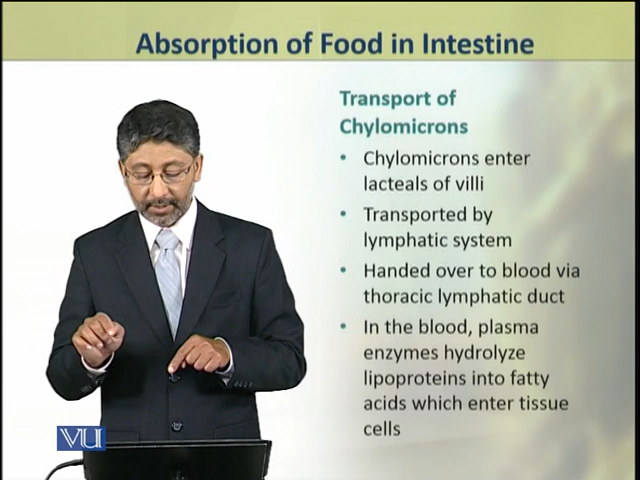 Absorption of Food in Intestine
Transport of
Chylomicrons
• Chylomicrons enter
lacteals of villi
• Transported by
lymphatic system
• Handed over to blood via
thoracic lymphatic duct
• In the blood, plasma
enzymes hydrolyze
lipoproteins into fatty
acids which enter tissue
cells
VU